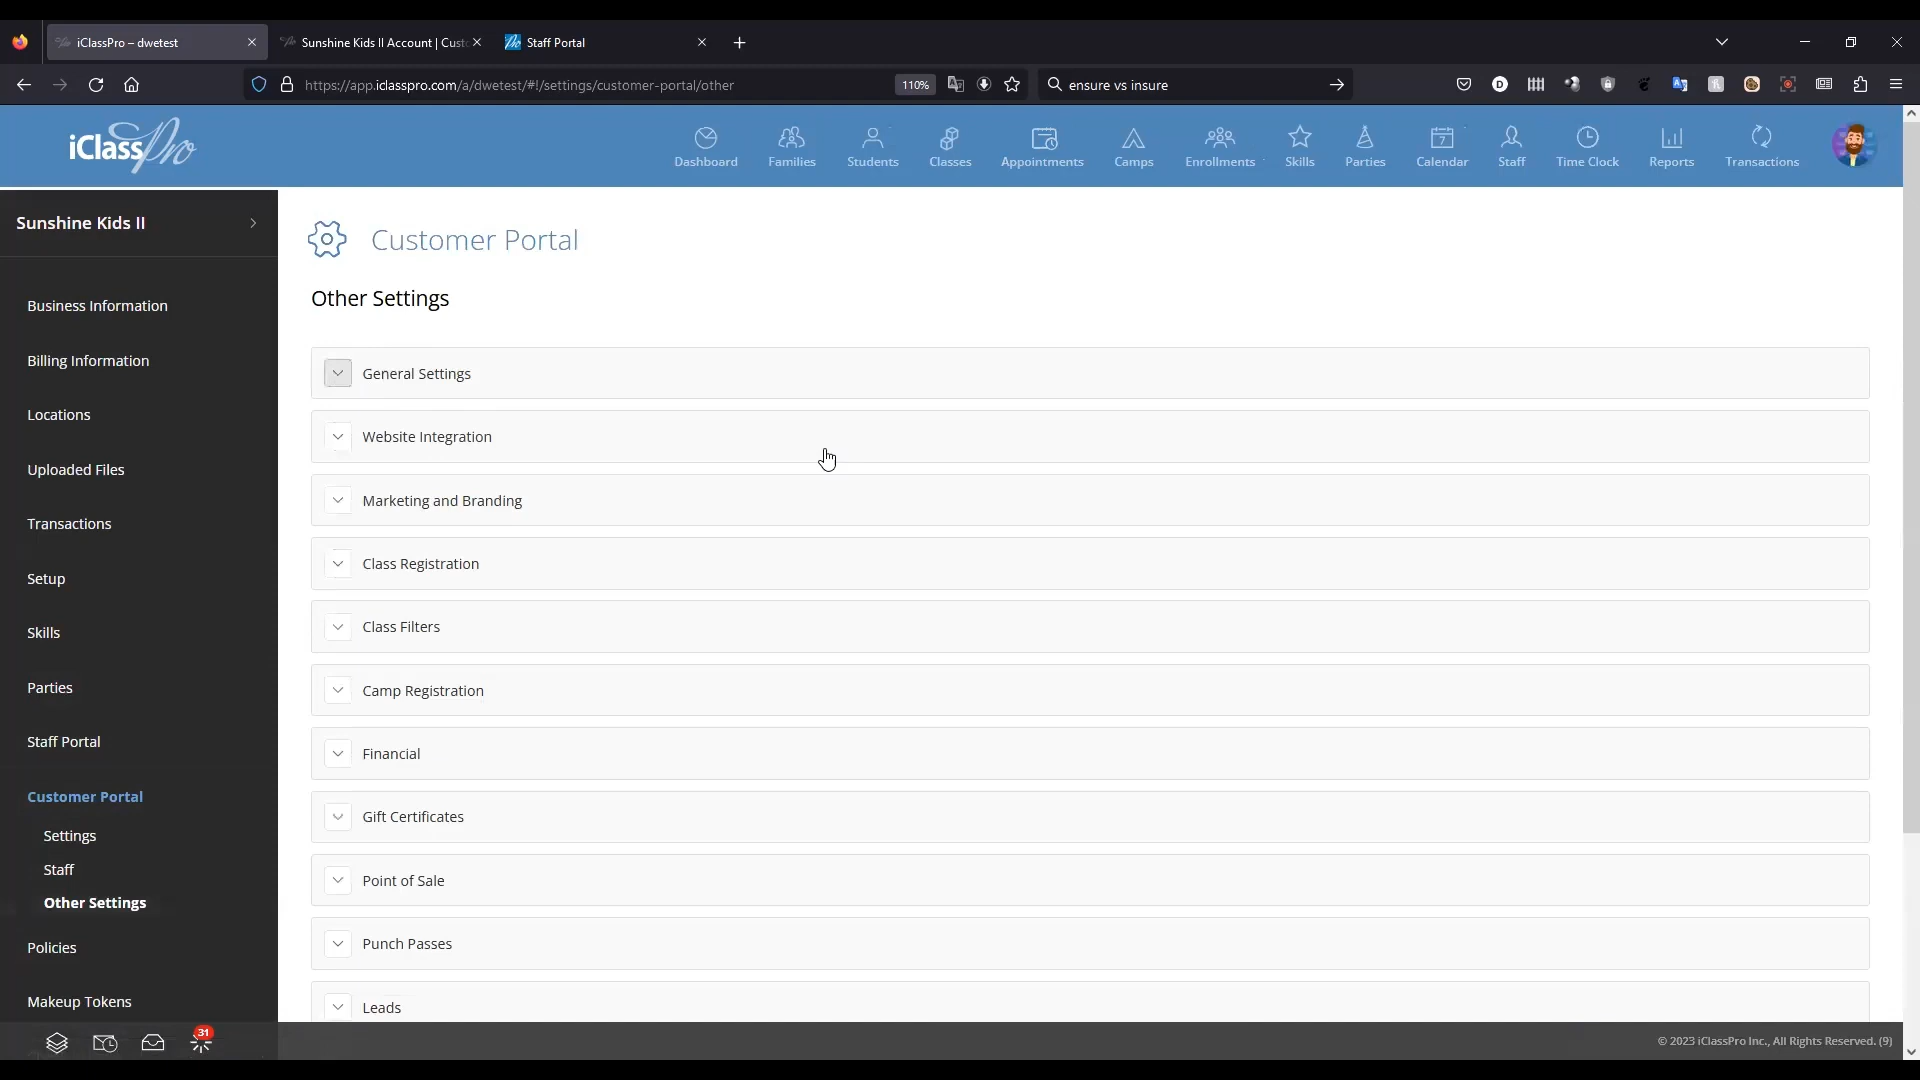 iClassPro – dwetest
Sunshine Kids II Account | Cust
Staff Portal
https://app.iclasspro.com/a/dwetest/#!/settings/customer-portal/other
110%
ensure vs insure
iClassPro
Dashboard
Families
Students
Classes
Appointments
Camps
Enrollments
Skills
Parties
Calendar
Staff
Time Clock
Reports
Transactions
Sunshine Kids II
Business Information
Billing Information
Locations
Uploaded Files
Transactions
Setup
Skills
Parties
Staff Portal
Customer Portal
Settings
Staff
Other Settings
Policies
Makeup Tokens
31
Customer Portal
Other Settings
General Settings
Website Integration
Marketing and Branding
Class Registration
Class Filters
Camp Registration
Financial
Gift Certificates
Point of Sale
Punch Passes
Leads
© 2023 iClassPro Inc., All Rights Reserved. (9)